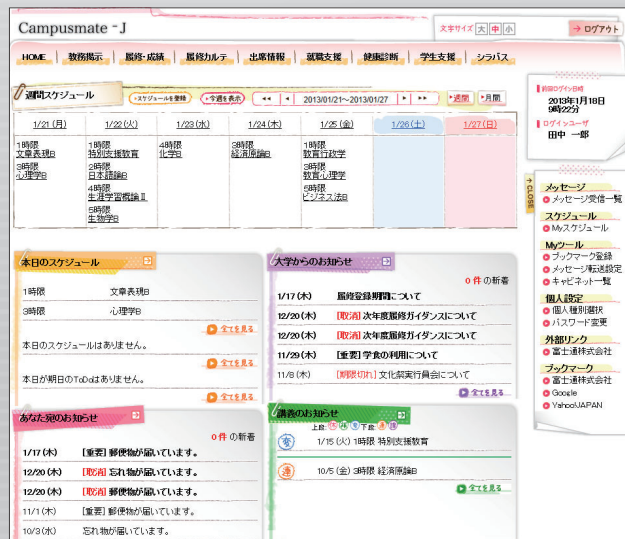 Campusmate-J
文字サイズ 大 中 小
ログアウト
HOME 教務掲示 履修・成績 履修カルテ 出席情報 就職支援 健康診断 学生支援 シラバス
週間スケジュール
スケジュールを登録 今週を表示 2013/01/21～2013/01/27 週間 月間
前回ログイン日時
2013年1月18日
9時22分
ログインユーザ
田中 一郎
1/21 (月) 1/22 (火) 1/23 (水) 1/24 (木) 1/25 (金) 1/26 (土) 1/27 (日)
1時限
文章表現B
3時限
心理学B
1時限
特別支援教育
2時限
日本語論B
4時限
生涯学習概論Ⅱ
5時限
生物学B
4時限
化学B
3時限
経済原論B
1時限
教育行政学
3時限
教育心理学
5時限
ビジネス法B
CLOSE
メッセージ
メッセージ受信一覧
スケジュール
Myスケジュール
Myツール
ブックマーク登録
メッセージ転送設定
キャビネット一覧
個人設定
個人種別選択
パスワード変更
外部リンク
富士通株式会社
ブックマーク
富士通株式会社
Google
Yahoo!JAPAN
本日のスケジュール
1時限 文章表現B
3時限 心理学B
全てを見る
本日のスケジュールはありません。
全てを見る
本日が期日のToDoはありません。
全てを見る
大学からのお知らせ
0 件 の新着
1/17 (木) 履修登録期間について
12/20 (木) [取消] 次年度履修ガイダンスについて
12/20 (木) [取消] 次年度履修ガイダンスについて
11/29 (木) [重要] 学食の利用について
11/8 (木) [期限切れ] 文化祭実行員会について
全てを見る
あなた宛のお知らせ
0 件 の新着
1/17 (木) [重要] 郵便物が届いています。
12/20 (木) [取消] 忘れ物が届いています。
12/20 (木) [取消] 郵便物が届いています。
11/1 (木) [重要] 郵便物が届いています。
10/3 (水) 忘れ物が届いています。
講義のお知らせ
上段: 下段:
変 1/15 (火) 1時限 特別支援教育
連 10/5 (金) 3時限 経済原論B
全てを見る